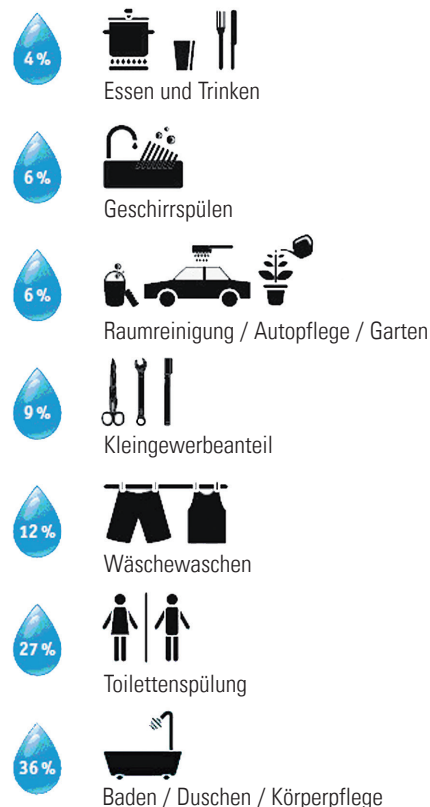 4 %
Essen und Trinken
6 %
Geschirrspülen
6 %
Raumreinigung / Autopflege / Garten
9 %
Kleingewerbeanteil
12 %
Wäschewaschen
27 %
Toilettenspülung
36 %
Baden / Duschen / Körperpflege